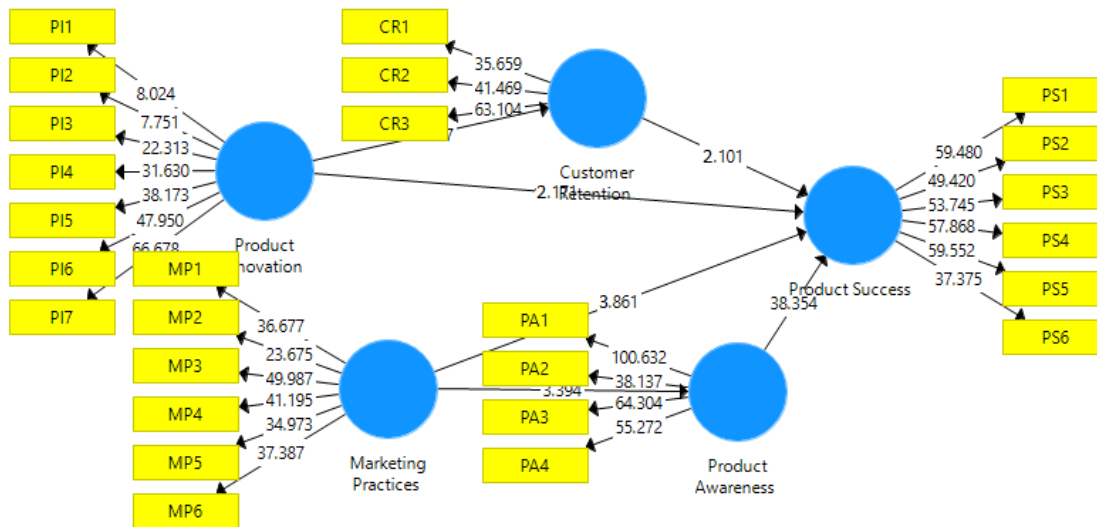 PI1
PI2
PI3
PI4
PI5
PI6
PI7
8.024
7.751
22.313
31.630
38.173
47.950
66.678
Product
CR1
CR2
CR3
35.659
41.469
63.104
Customer
Retention
2.101
MP1
MP2
MP3
MP4
MP5
MP6
36.677
23.675
49.987
41.195
34.973
37.387
Marketing
Practices
3.861
3.394
PA1
PA2
PA3
PA4
100.632
38.137
64.304
55.272
Product
Awareness
38.354
Product Success
59.480
49.420
53.745
57.868
59.552
37.375
PS1
PS2
PS3
PS4
PS5
PS6